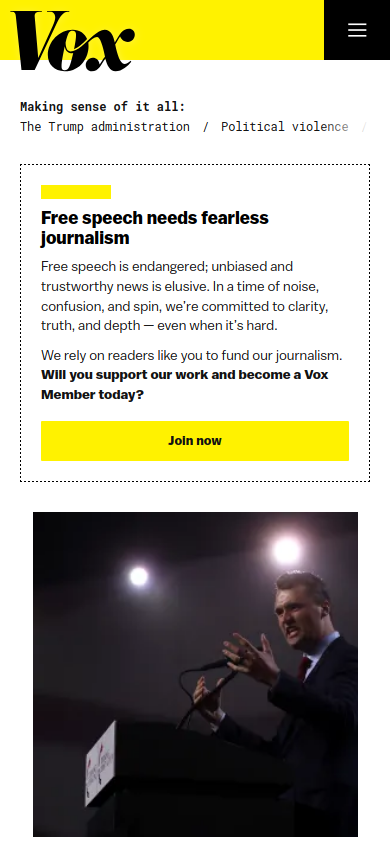 Vox
Making sense of it all:
The Trump administration / Political violence /
Free speech needs fearless
journalism
Free speech is endangered; unbiased and
trustworthy news is elusive. In a time of noise,
confusion, and spin, we're committed to clarity,
truth, and depth — even when it's hard.
We rely on readers like you to fund our journalism.
Will you support our work and become a Vox
Member today?
Join now